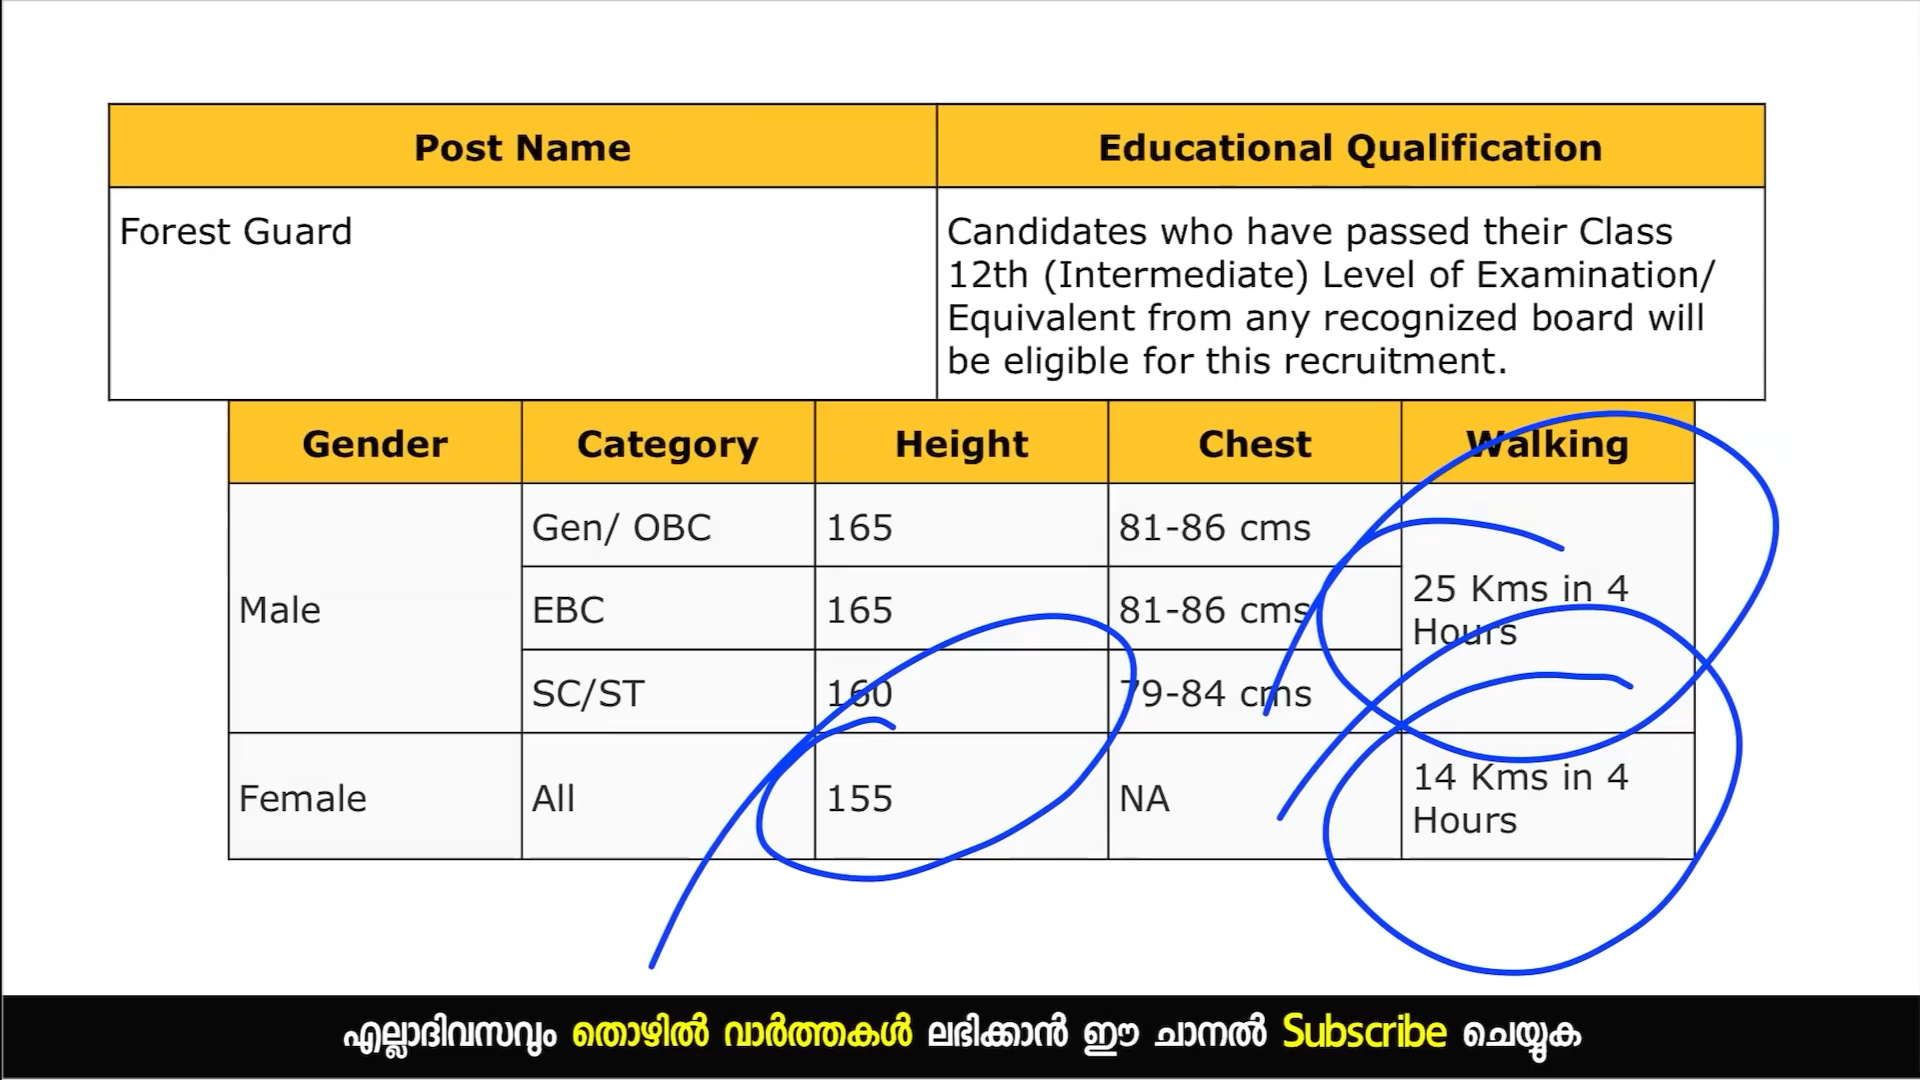 Post Name
Educational Qualification
Forest Guard
Candidates who have passed their Class
12th (Intermediate) Level of Examination/
Equivalent from any recognized board will
be eligible for this recruitment.
Gender
Category
Height
Chest
Walking
Male
Gen/ OBC
165
81-86 cms
25 Kms in 4
Hours
EBC
165
81-86 cms
SC/ST
160
79-84 cms
Female
All
155
NA
14 Kms in 4
Hours
എല്ലാദിവസവും തൊഴിൽ വാർത്തകൾ ലഭിക്കാൻ ഈ ചാനൽ Subscribe ചെയ്യുക